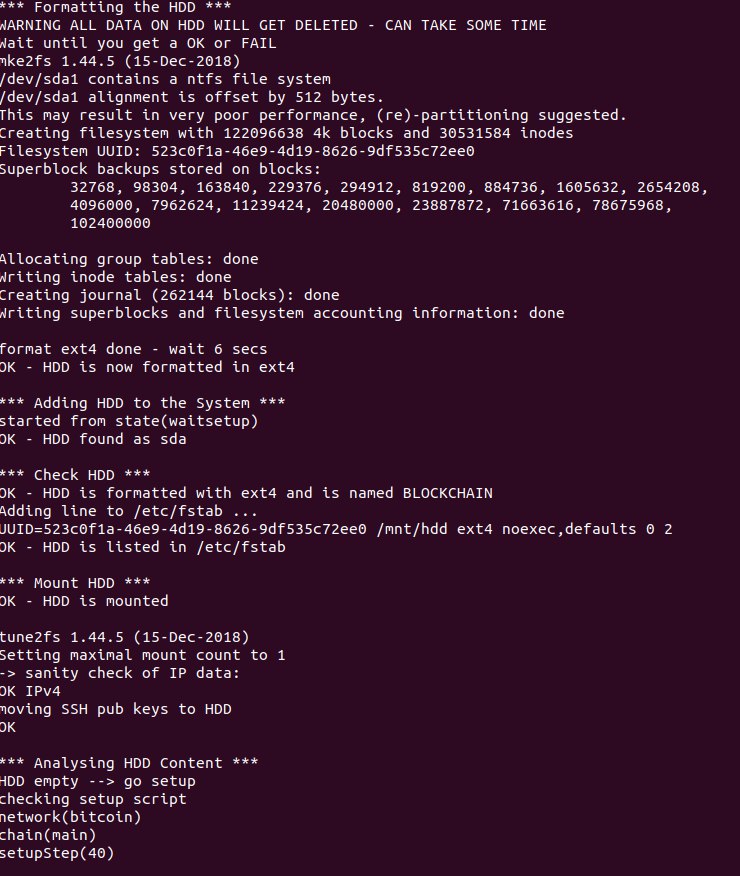 *** Formatting the HDD ***
WARNING ALL DATA ON HDD WILL GET DELETED - CAN TAKE SOME TIME
Wait until you get a OK or FAIL
mke2fs 1.44.5 (15-Dec-2018)
/dev/sda1 contains a ntfs file system
/dev/sda1 alignment is offset by 512 bytes.
This may result in very poor performance, (re)-partitioning suggested.
Creating filesystem with 122096638 4k blocks and 30531584 inodes
Filesystem UUID: 523c0f1a-46e9-4d19-8626-9df535c72ee0
Superblock backups stored on blocks:
32768, 98304, 163840, 229376, 294912, 819200, 884736, 1605632, 2654208,
4096000, 7962624, 11239424, 20480000, 23887872, 71663616, 78675968,
102400000
Allocating group tables: done
Writing inode tables: done
Creating journal (262144 blocks): done
Writing superblocks and filesystem accounting information: done
format ext4 done - wait 6 secs
OK - HDD is now formatted in ext4
*** Adding HDD to the System ***
started from state(waitsetup)
OK - HDD found as sda
*** Check HDD ***
OK - HDD is formatted with ext4 and is named BLOCKCHAIN
Adding line to /etc/fstab ...
UUID=523c0f1a-46e9-4d19-8626-9df535c72ee0 /mnt/hdd ext4 noexec,defaults 0 2
OK - HDD is listed in /etc/fstab
*** Mount HDD ***
OK - HDD is mounted
tune2fs 1.44.5 (15-Dec-2018)
Setting maximal mount count to 1
-> sanity check of IP data:
OK IPv4
moving SSH pub keys to HDD
OK
*** Analysing HDD Content ***
HDD empty --> go setup
checking setup script
network(bitcoin)
chain(main)
setupStep(40)